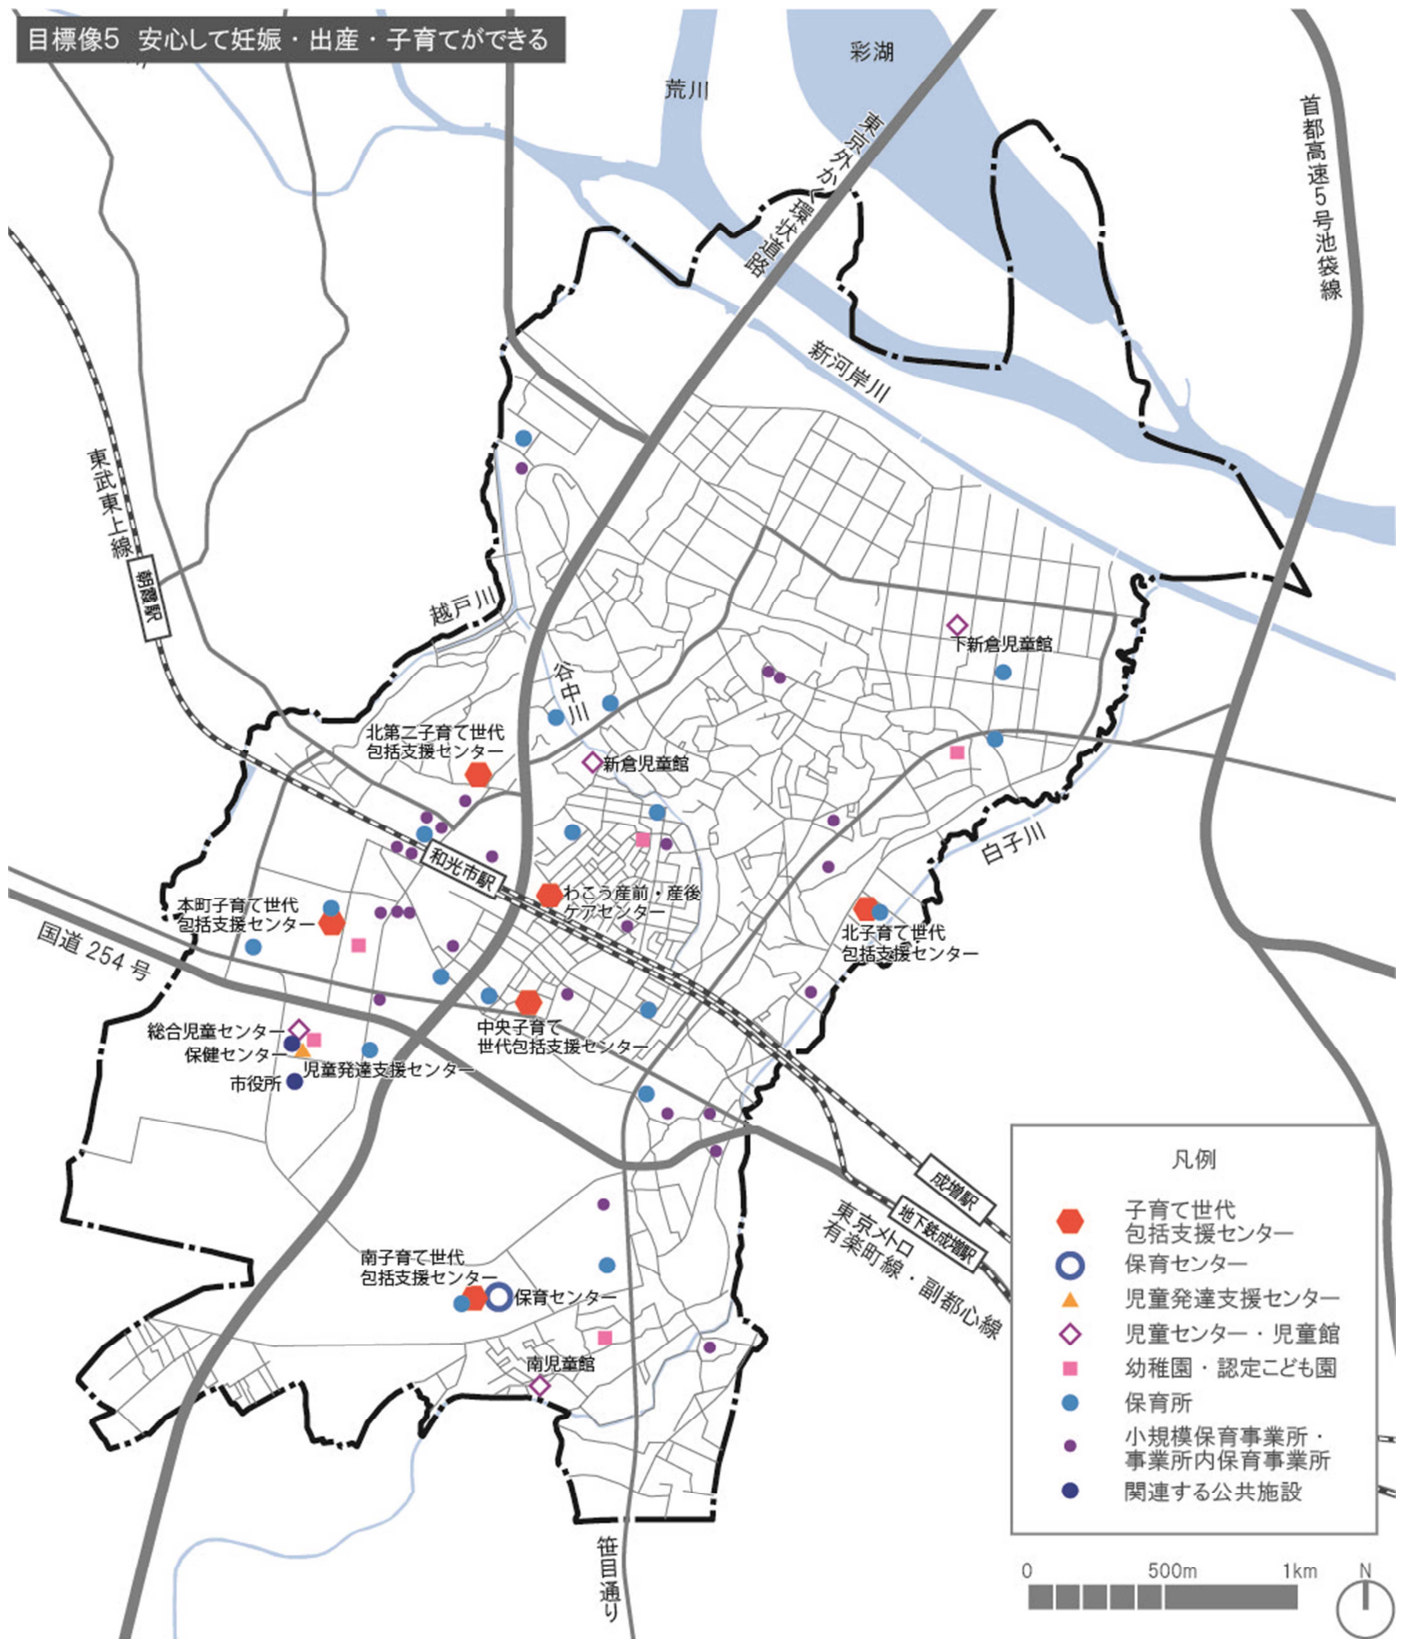 目標像5 安心して妊娠・出産・子育てができる
彩湖
荒川
東京外かく環状道路
首都高速5号池袋線
新河岸川
東武東上線
朝霞駅
越戸川
谷中川
下新倉児童館
北第二子育て世代
包括支援センター
新倉児童館
白子川
和光市駅
わこう産前・産後
ケアセンター
本町子育て世代
包括支援センター
北子育て世代
包括支援センター
国道254号
中央子育て
世代包括支援センター
総合児童センター
保健センター
児童発達支援センター
市役所
成増駅
地下鉄成増駅
東京メトロ
有楽町線・副都心線
南子育て世代
包括支援センター
保育センター
南児童館
笹目通り
凡例
子育て世代
包括支援センター
保育センター
児童発達支援センター
児童センター・児童館
幼稚園・認定こども園
保育所
小規模保育事業所・
事業所内保育事業所
関連する公共施設
0 500m 1km
N